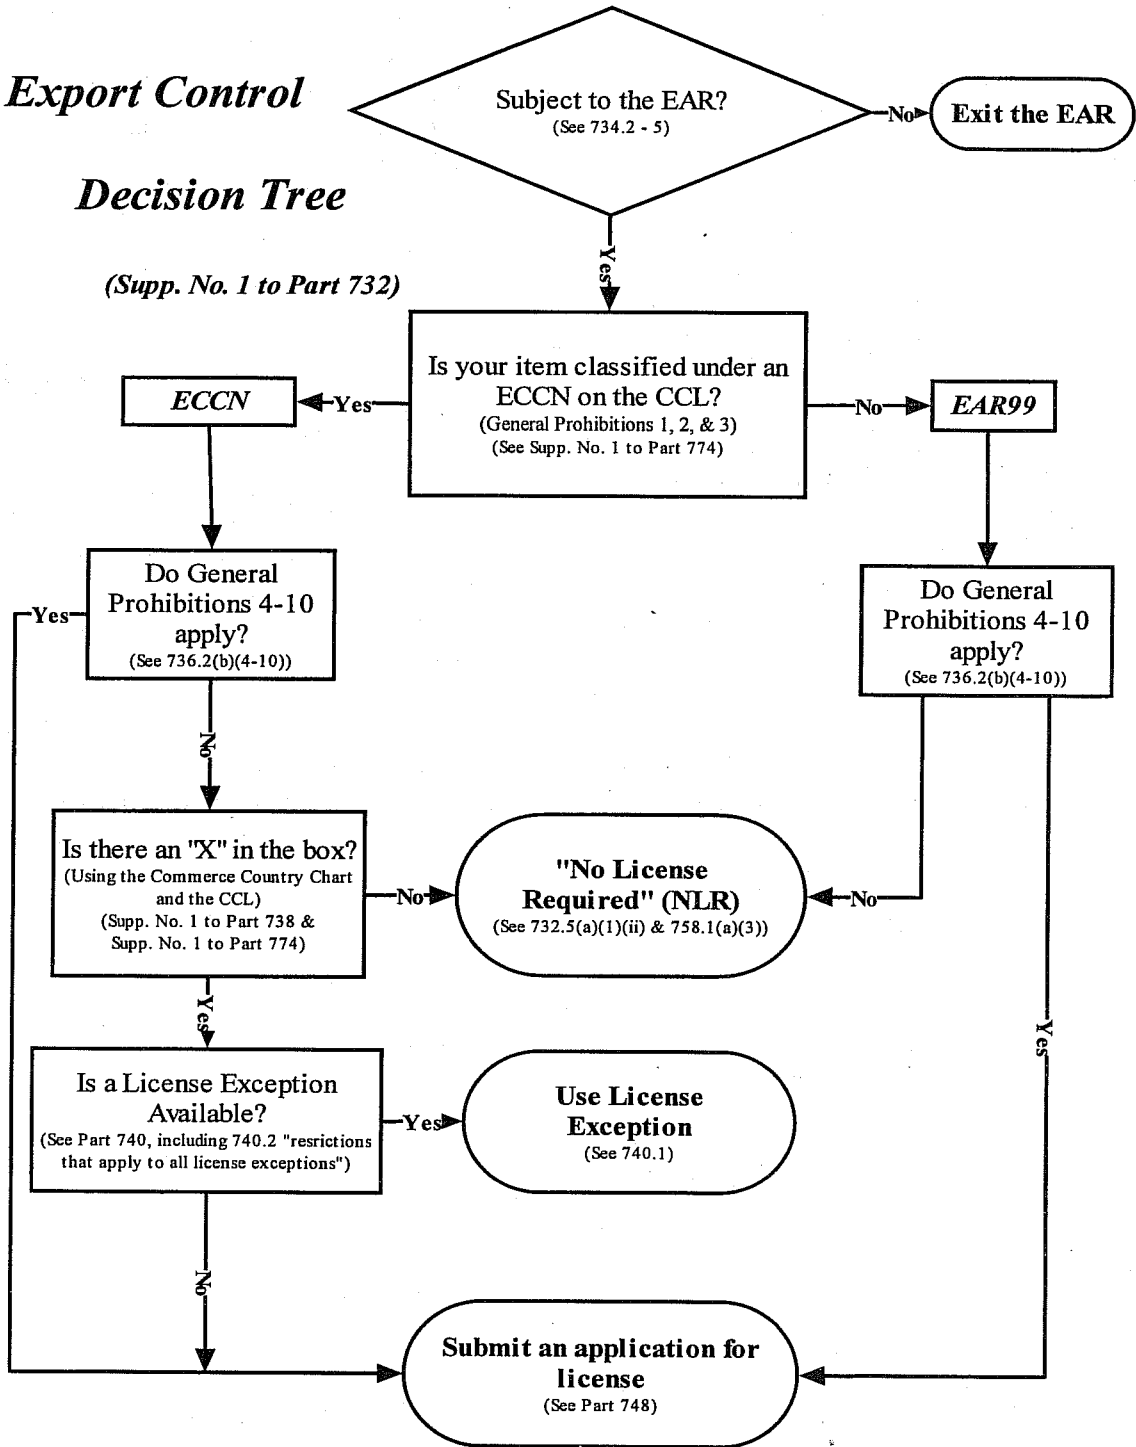 Export Control
Decision Tree
(Supp. No. 1 to Part 732)
Subject to the EAR?
(See 734.2 - 5)
No
Exit the EAR
Yes
Is your item classified under an
ECCN on the CCL?
(General Prohibitions 1, 2, & 3)
(See Supp. No. 1 to Part 774)
Yes
ECCN
No
EAR99
Do General
Prohibitions 4-10
apply?
(See 736.2(b)(4-10))
Yes
No
Do General
Prohibitions 4-10
apply?
(See 736.2(b)(4-10))
Is there an "X" in the box?
(Using the Commerce Country Chart
and the CCL)
(Supp. No. 1 to Part 738 &
Supp. No. 1 to Part 774)
No
"No License
Required" (NLR)
(See 732.5(a)(1)(ii) & 758.1(a)(3))
No
Yes
Yes
Is a License Exception
Available?
(See Part 740, including 740.2 "resrictions
that apply to all license exceptions")
Yes
Use License
Exception
(See 740.1)
No
Submit an application for
license
(See Part 748)